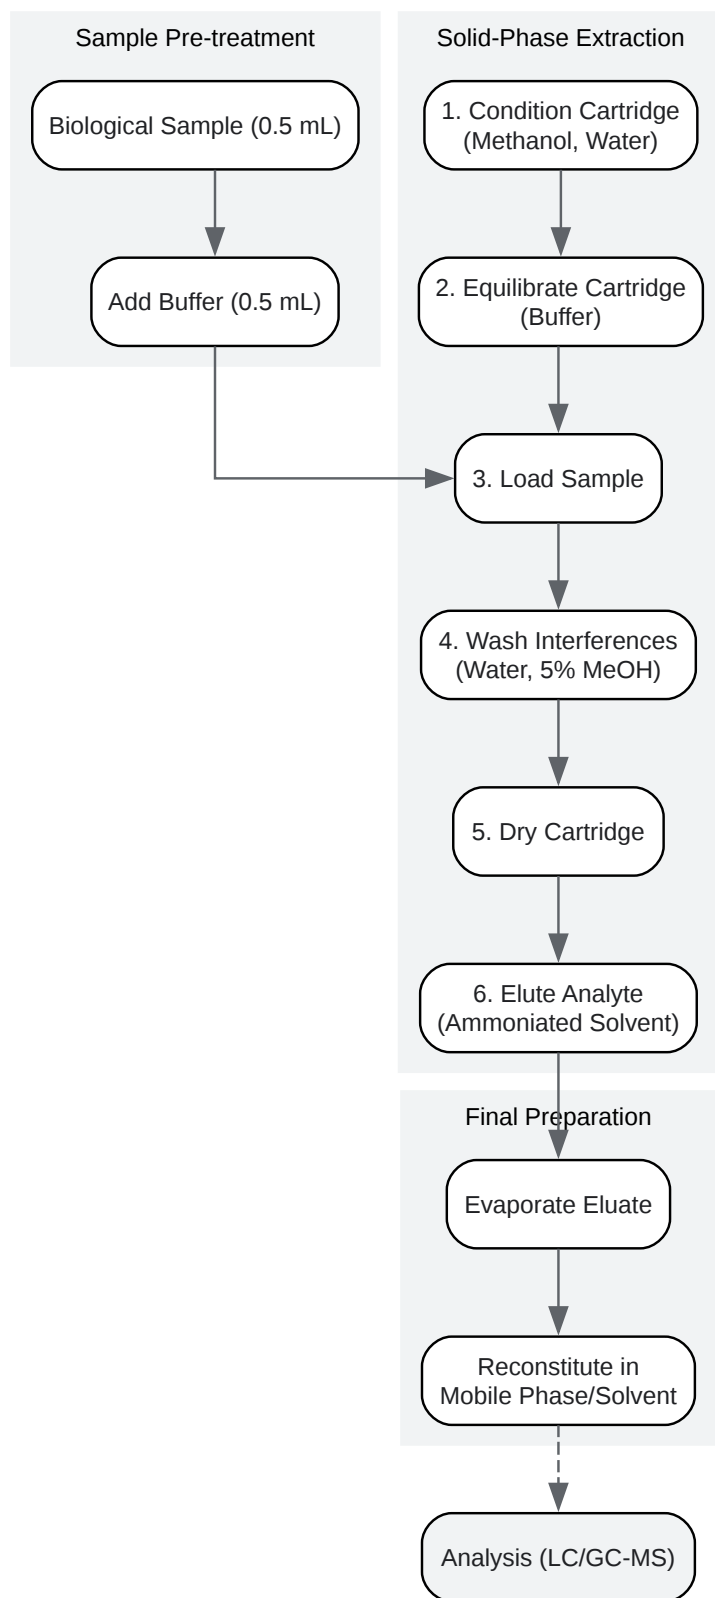 Sample Pre-treatment
Biological Sample (0.5 mL)
Add Buffer (0.5 mL)
Solid-Phase Extraction
1. Condition Cartridge
(Methanol, Water)
2. Equilibrate Cartridge
(Buffer)
3. Load Sample
4. Wash Interferences
(Water, 5% MeOH)
5. Dry Cartridge
6. Elute Analyte
(Ammoniated Solvent)
Final Preparation
Evaporate Eluate
Reconstitute in
Mobile Phase/Solvent
Analysis (LC/GC-MS)